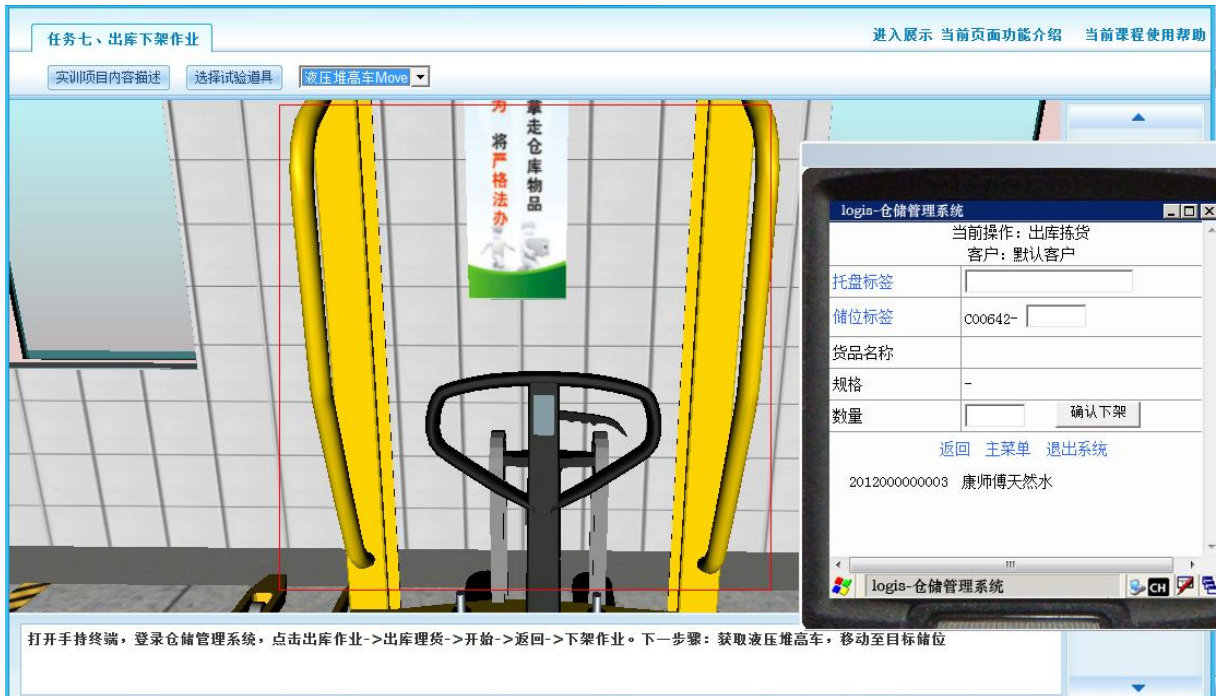 任务七、出库下架作业
进入展示 当前页面功能介绍 当前课程使用帮助
实训项目内容描述 选择试验道具 液压堆高车Move
为 将严格法办
拿走仓库物品
logis-仓储管理系统
当前操作：出库拣货
客户：默认客户
托盘标签
储位标签 C00642-
货品名称
规格 -
数量 确认下架
返回 主菜单 退出系统
2012000000003 康师傅天然水
logis-仓储管理系统 CH
打开手持终端，登录仓储管理系统，点击出库作业->出库理货->开始->返回->下架作业。下一步骤：获取液压堆高车，移动至目标储位